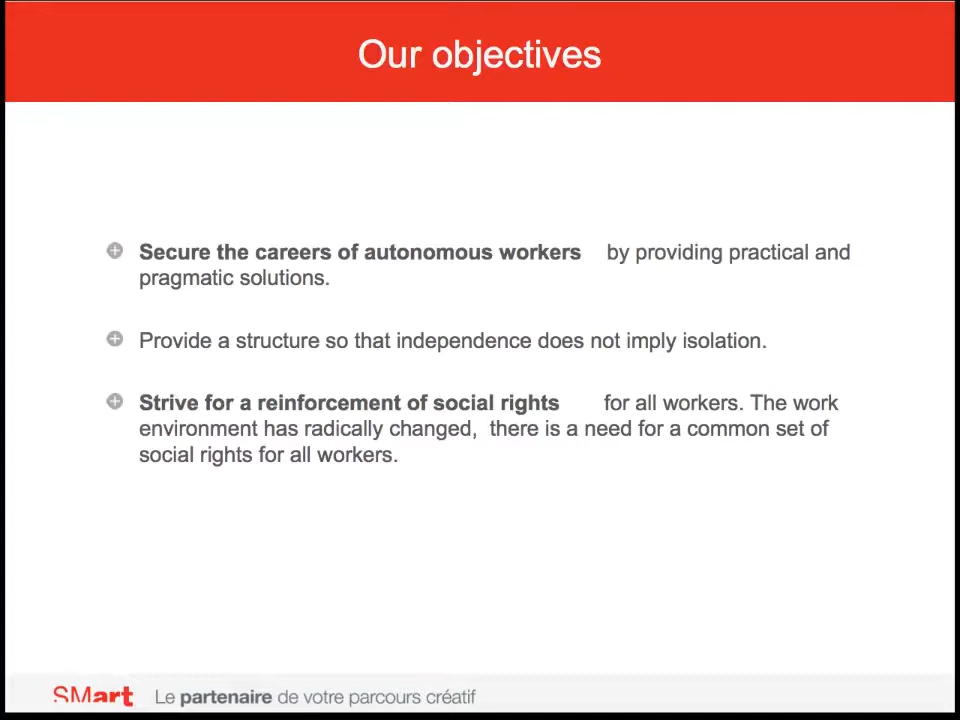 Our objectives
Secure the careers of autonomous workers by providing practical and
pragmatic solutions.
Provide a structure so that independence does not imply isolation.
Strive for a reinforcement of social rights for all workers. The work
environment has radically changed, there is a need for a common set of
social rights for all workers.
SMart Le partenaire de votre parcours créatif